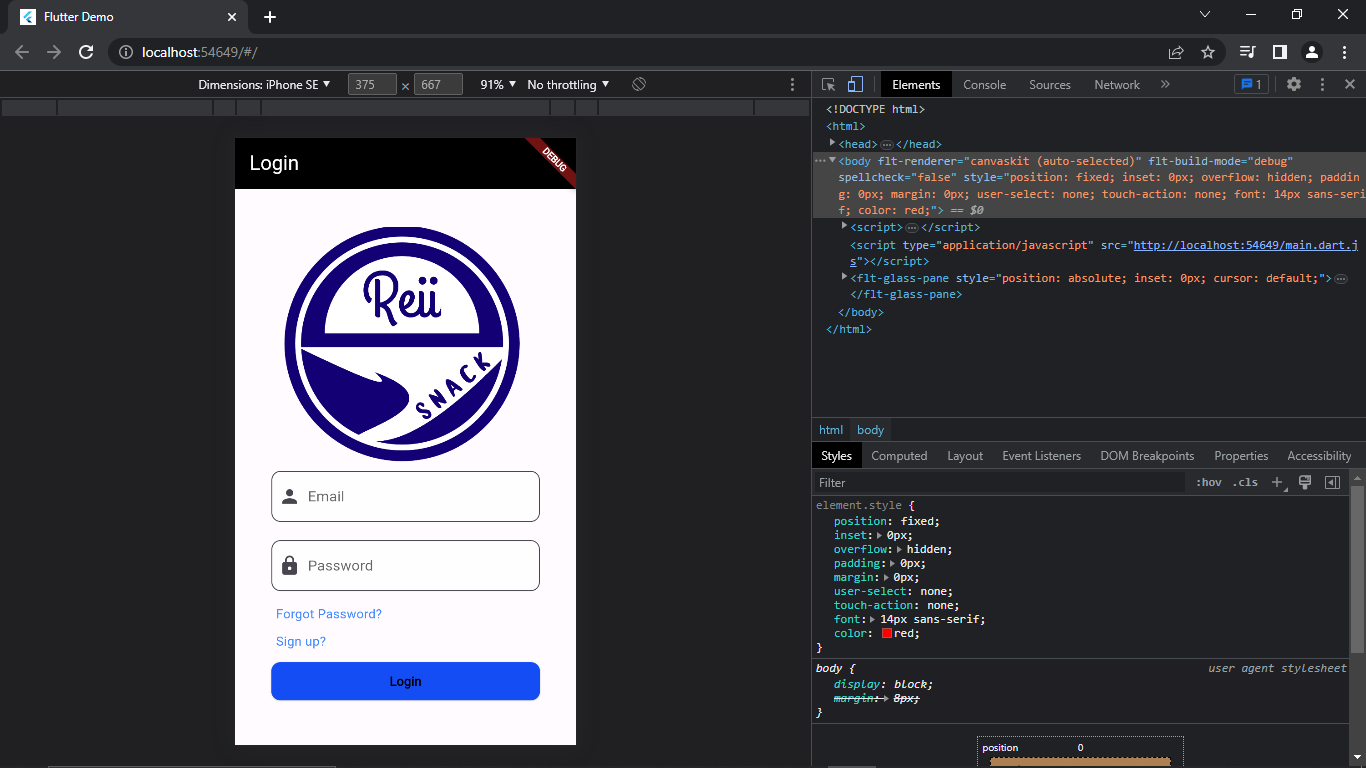 Flutter Demo
localhost:54649/#/
Dimensions: iPhone SE
375 × 667
91%
No throttling
Login
DEBUG
Reii
SNACK
Email
Password
Forgot Password?
Sign up?
Login
Elements Console Sources Network » 1
<!DOCTYPE html>
<html>
<head> … </head>
<body flt-renderer="canvaskit (auto-selected)" flt-build-mode="debug"
spellcheck="false" style="position: fixed; inset: 0px; overflow: hidden; paddin
g: 0px; margin: 0px; user-select: none; touch-action: none; font: 14px sans-seri
f; color: red;"> == $0
<script> … </script>
<script type="application/javascript" src="http://localhost:54649/main.dart.j
s"></script>
<flt-glass-pane style="position: absolute; inset: 0px; cursor: default;"> …
</flt-glass-pane>
</body>
</html>
html body
Styles Computed Layout Event Listeners DOM Breakpoints Properties Accessibility
Filter :hov .cls +
element.style {
position: fixed;
inset: 0px;
overflow: hidden;
padding: 0px;
margin: 0px;
user-select: none;
touch-action: none;
font: 14px sans-serif;
color: red;
}
body { user agent stylesheet
display: block;
margin: 8px;
}
position 0